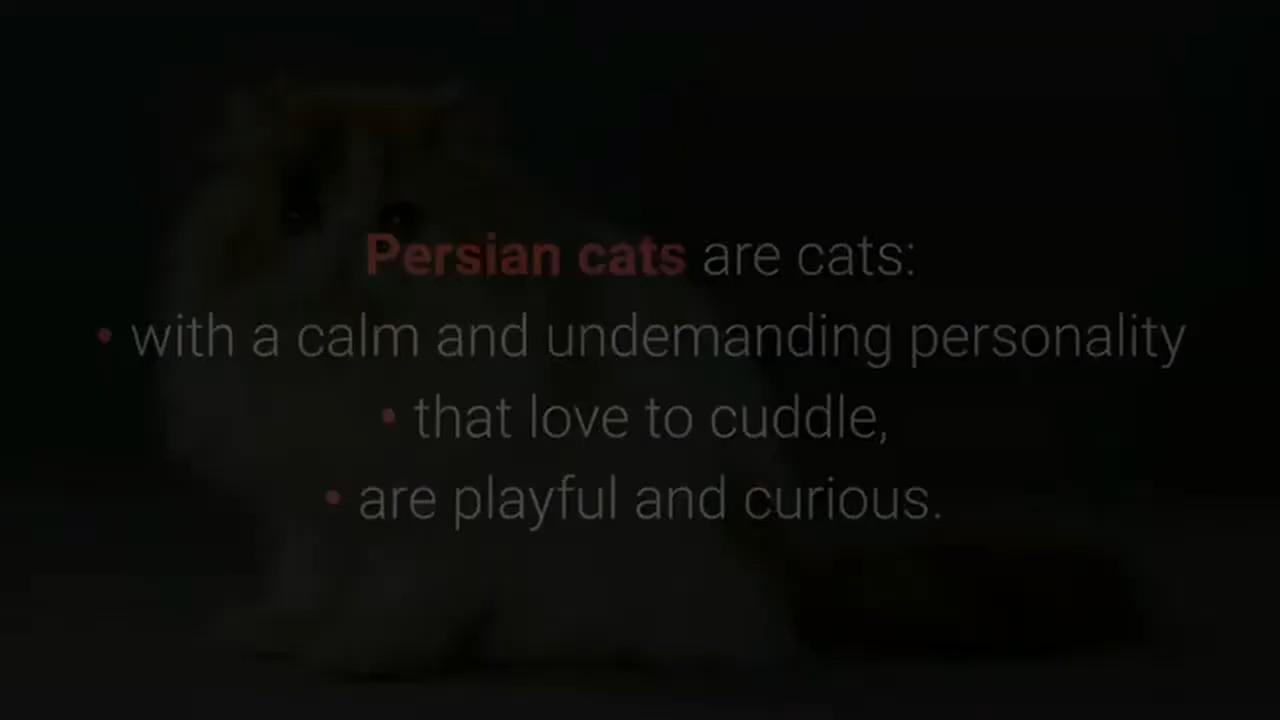 Persian cats are cats:
• with a calm and undemanding personality
• that love to cuddle,
• are playful and curious.